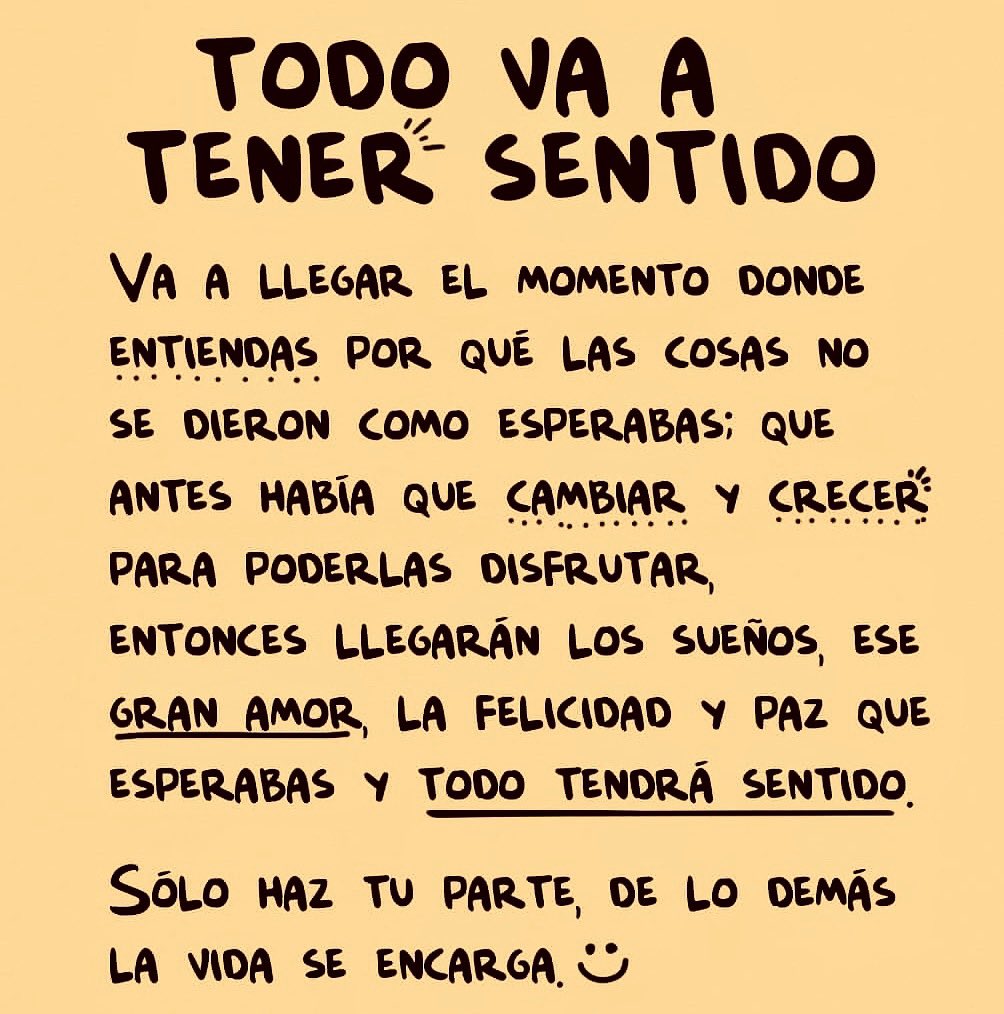 TODO VA A
TENER SENTIDO
VA A LLEGAR EL MOMENTO DONDE
ENTIENDAS POR QUÉ LAS COSAS NO
SE DIERON COMO ESPERABAS; QUE
ANTES HABÍA QUE CAMBIAR Y CRECER
PARA PODERLAS DISFRUTAR,
ENTONCES LLEGARÁN LOS SUEÑOS, ESE
GRAN AMOR, LA FELICIDAD Y PAZ QUE
ESPERABAS Y TODO TENDRÁ SENTIDO.
SÓLO HAZ TU PARTE, DE LO DEMÁS
LA VIDA SE ENCARGA.